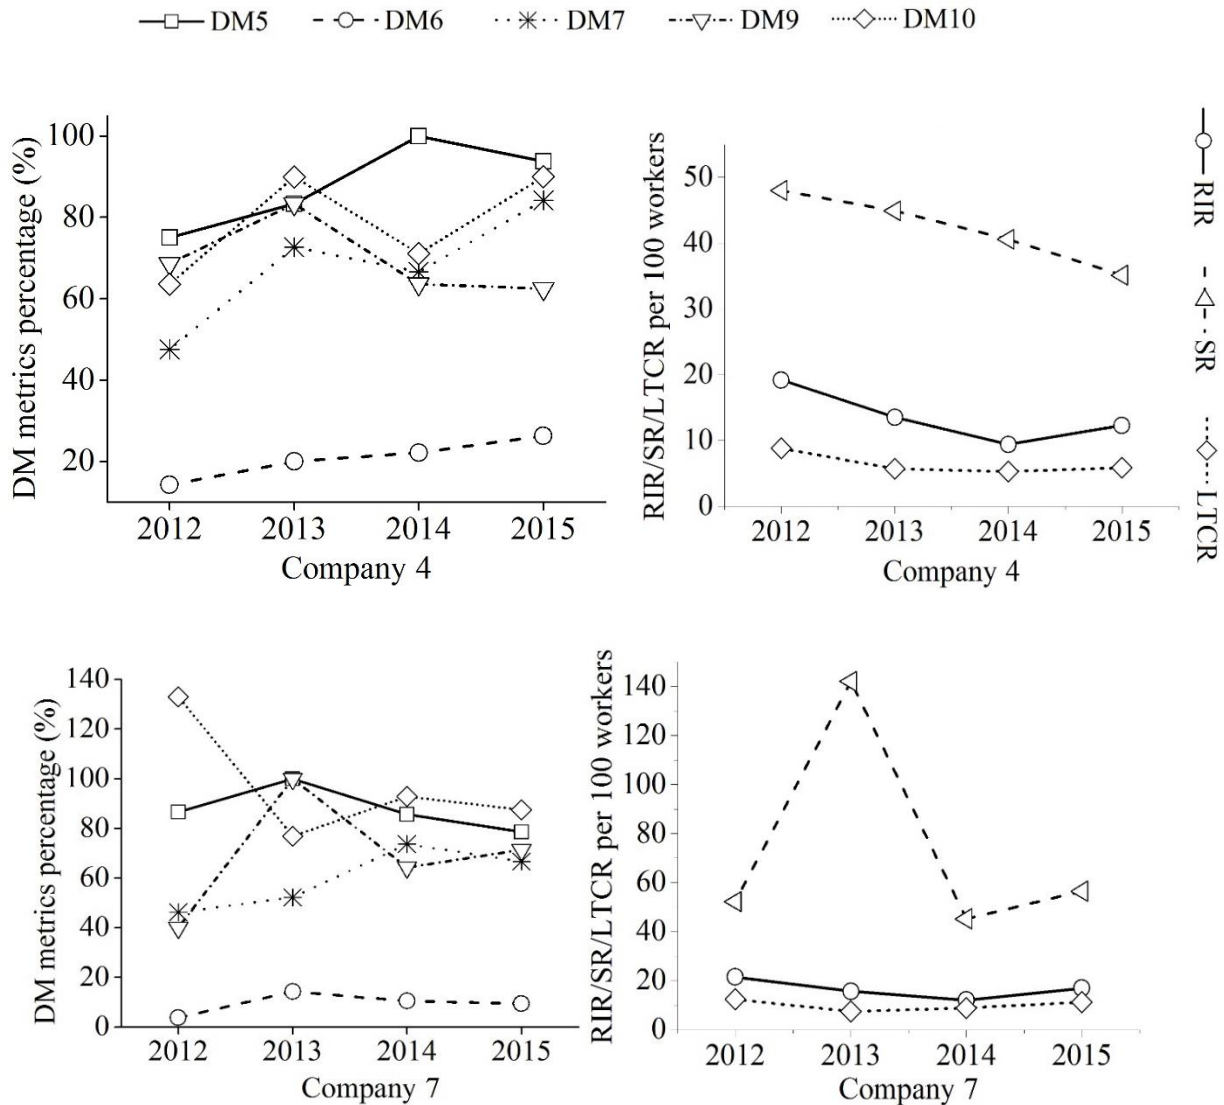 DM5 DM6 DM7 DM9 DM10
DM metrics percentage (%)
100
80
60
40
20
2012 2013 2014 2015
Company 4
RIR/SR/LTCR per 100 workers
50
40
30
20
10
0
2012 2013 2014 2015
Company 4
RIR
SR
LTCR
DM metrics percentage (%)
140
120
100
80
60
40
20
0
2012 2013 2014 2015
Company 7
RIR/SR/LTCR per 100 workers
140
120
100
80
60
40
20
0
2012 2013 2014 2015
Company 7